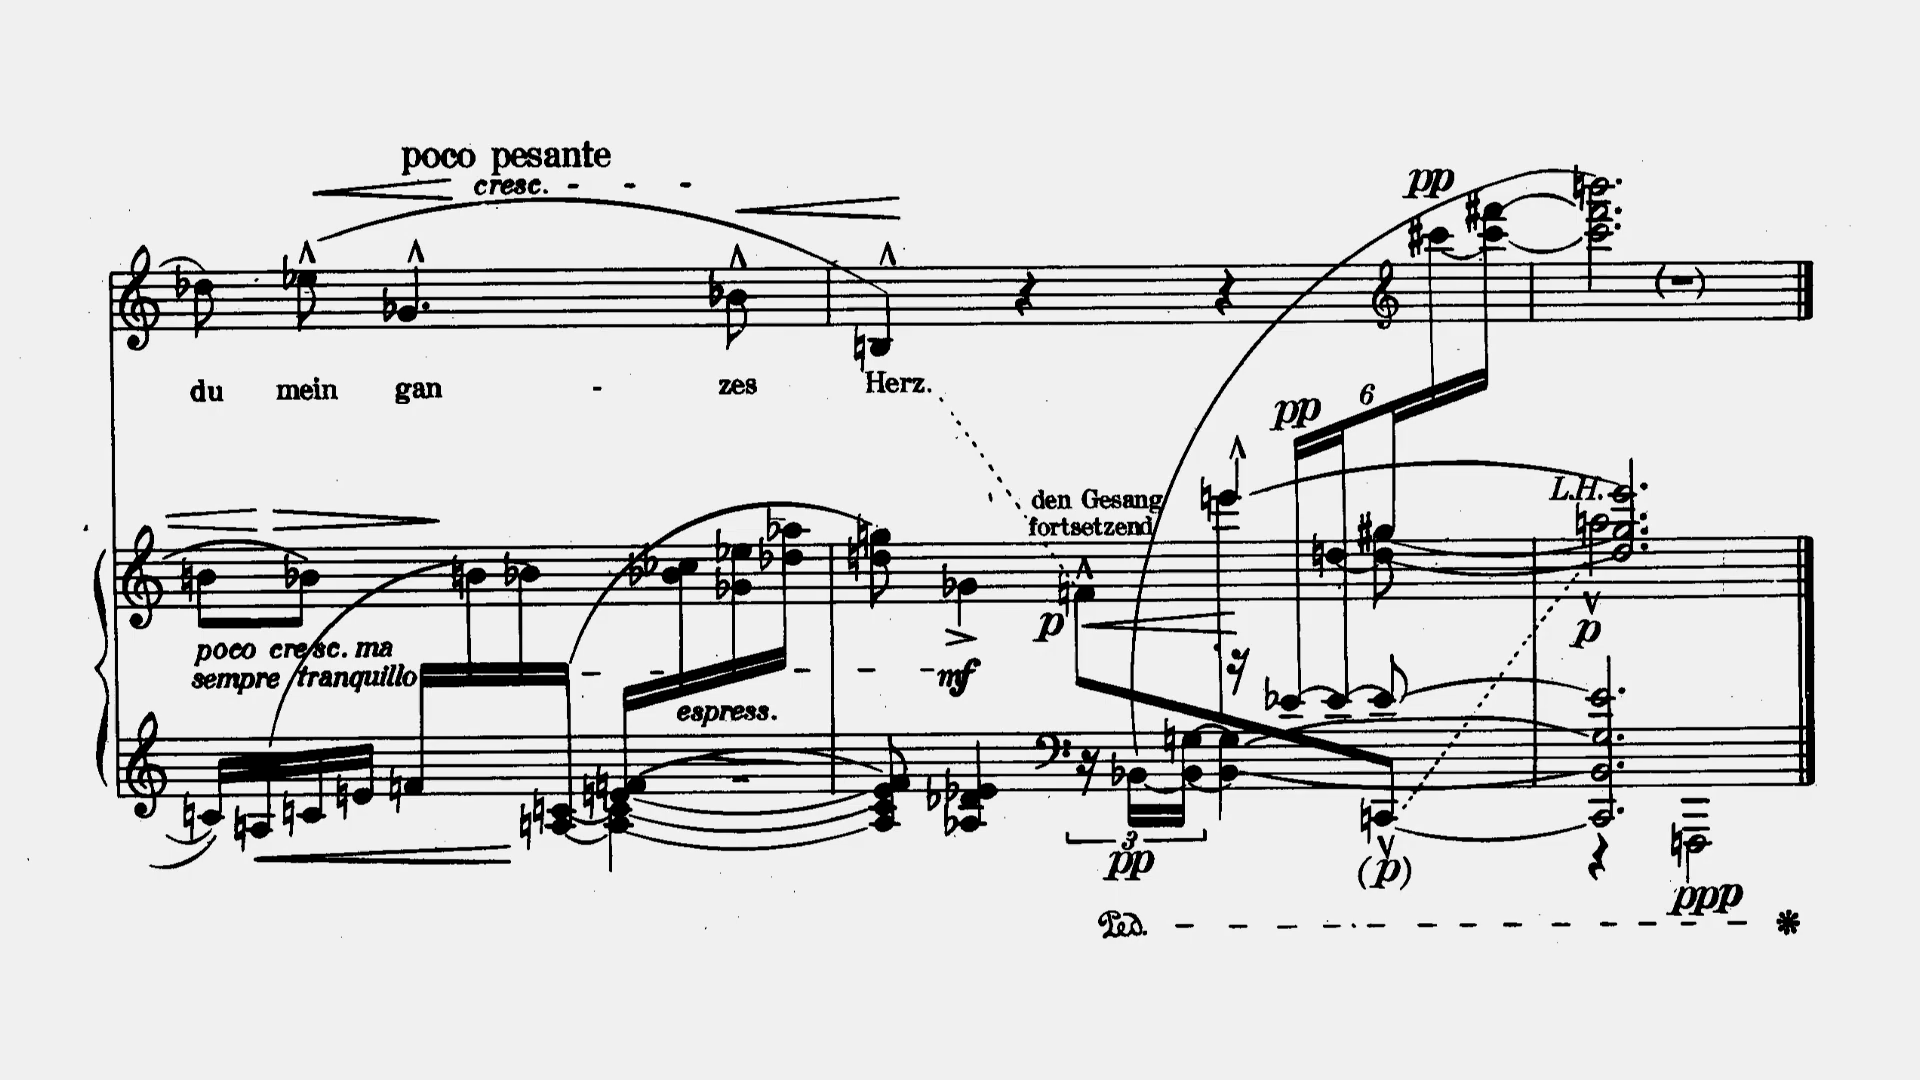 poco pesante
cresc. - - -
pp
du mein gan - zes Herz.
6
pp
L.H.
den Gesang
fortsetzend
poco cresc. ma
sempre tranquillo - - - - - - mf
p
p
espress.
3
pp
(p)
ppp
Ped. - - - - - - - - - - - - - *